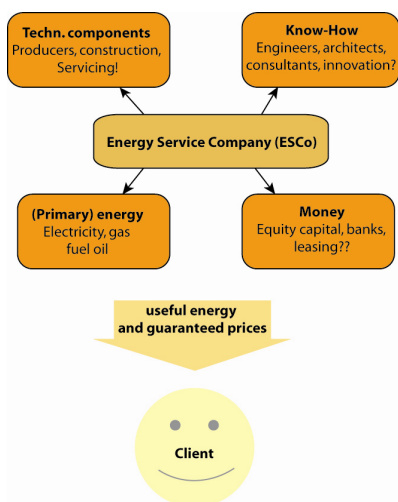 Techn. components
Producers, construction,
Servicing!
Know-How
Engineers, architects,
consultants, innovation?
Energy Service Company (ESCo)
(Primary) energy
Electricity, gas
fuel oil
Money
Equity capital, banks,
leasing??
useful energy
and guaranteed prices
Client